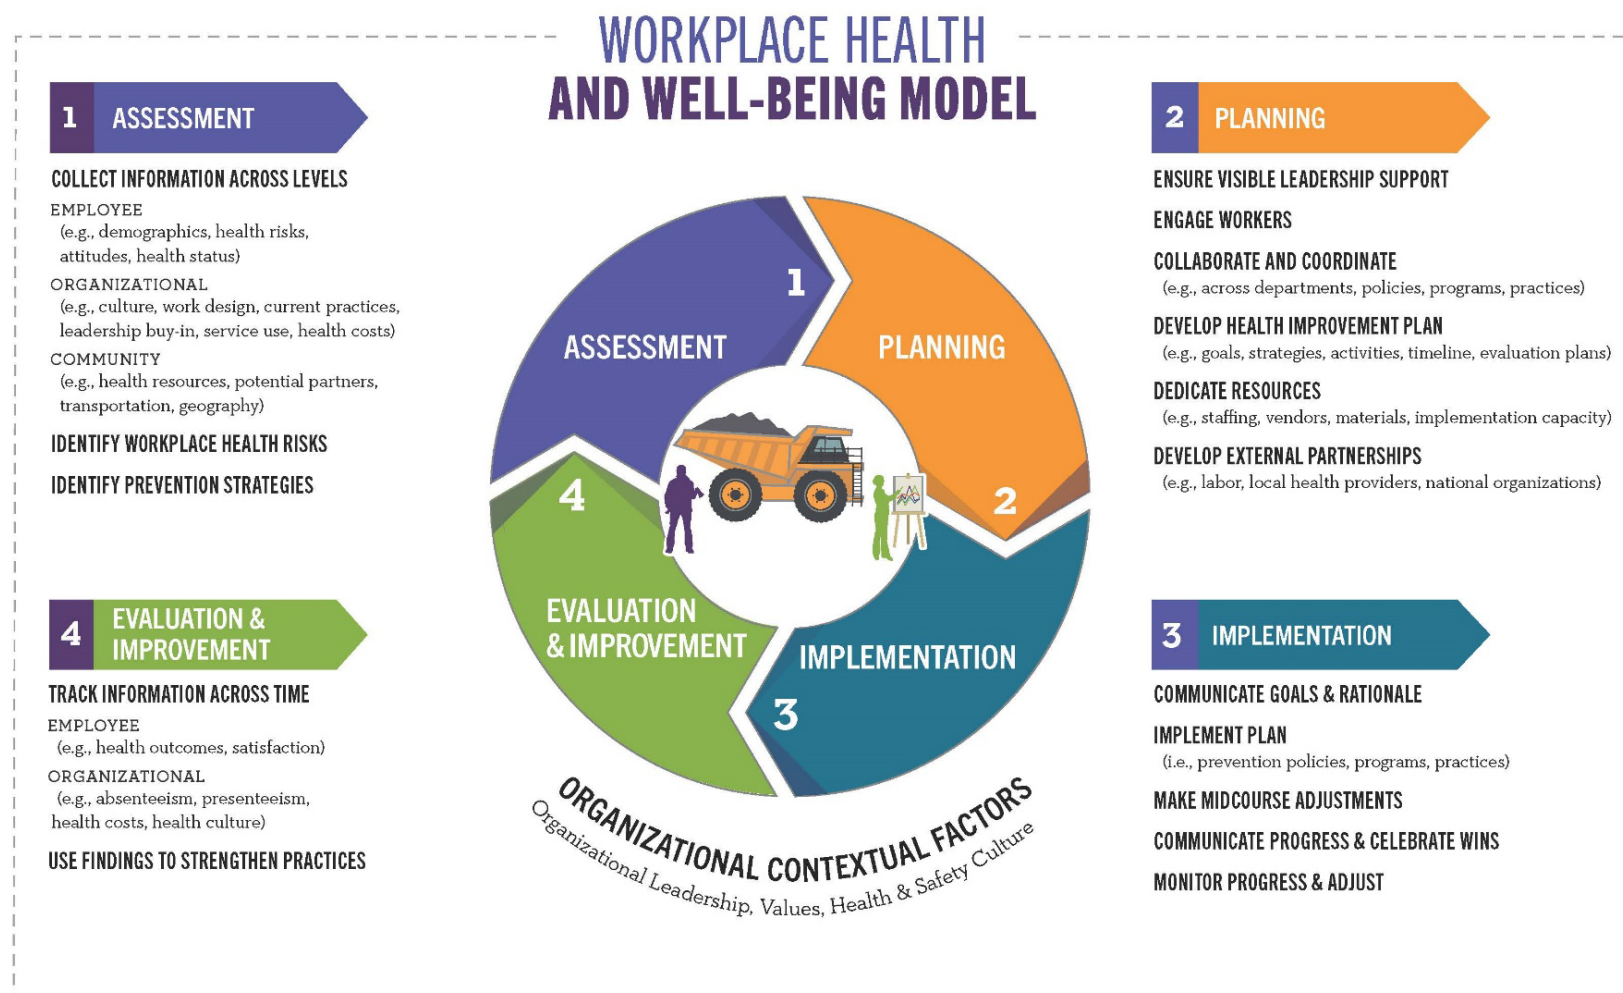 WORKPLACE HEALTH
AND WELL-BEING MODEL
1 ASSESSMENT
COLLECT INFORMATION ACROSS LEVELS
EMPLOYEE
(e.g., demographics, health risks,
attitudes, health status)
ORGANIZATIONAL
(e.g., culture, work design, current practices,
leadership buy-in, service use, health costs)
COMMUNITY
(e.g., health resources, potential partners,
transportation, geography)
IDENTIFY WORKPLACE HEALTH RISKS
IDENTIFY PREVENTION STRATEGIES
2 PLANNING
ENSURE VISIBLE LEADERSHIP SUPPORT
ENGAGE WORKERS
COLLABORATE AND COORDINATE
(e.g., across departments, policies, programs, practices)
DEVELOP HEALTH IMPROVEMENT PLAN
(e.g., goals, strategies, activities, timeline, evaluation plans)
DEDICATE RESOURCES
(e.g., staffing, vendors, materials, implementation capacity)
DEVELOP EXTERNAL PARTNERSHIPS
(e.g., labor, local health providers, national organizations)
3 IMPLEMENTATION
COMMUNICATE GOALS & RATIONALE
IMPLEMENT PLAN
(i.e., prevention policies, programs, practices)
MAKE MIDCOURSE ADJUSTMENTS
COMMUNICATE PROGRESS & CELEBRATE WINS
MONITOR PROGRESS & ADJUST
4 EVALUATION &
IMPROVEMENT
TRACK INFORMATION ACROSS TIME
EMPLOYEE
(e.g., health outcomes, satisfaction)
ORGANIZATIONAL
(e.g., absenteeism, presenteeism,
health costs, health culture)
USE FINDINGS TO STRENGTHEN PRACTICES
1
ASSESSMENT
PLANNING
2
IMPLEMENTATION
3
4
EVALUATION
& IMPROVEMENT
ORGANIZATIONAL CONTEXTUAL FACTORS
Organizational Leadership, Values, Health & Safety Culture